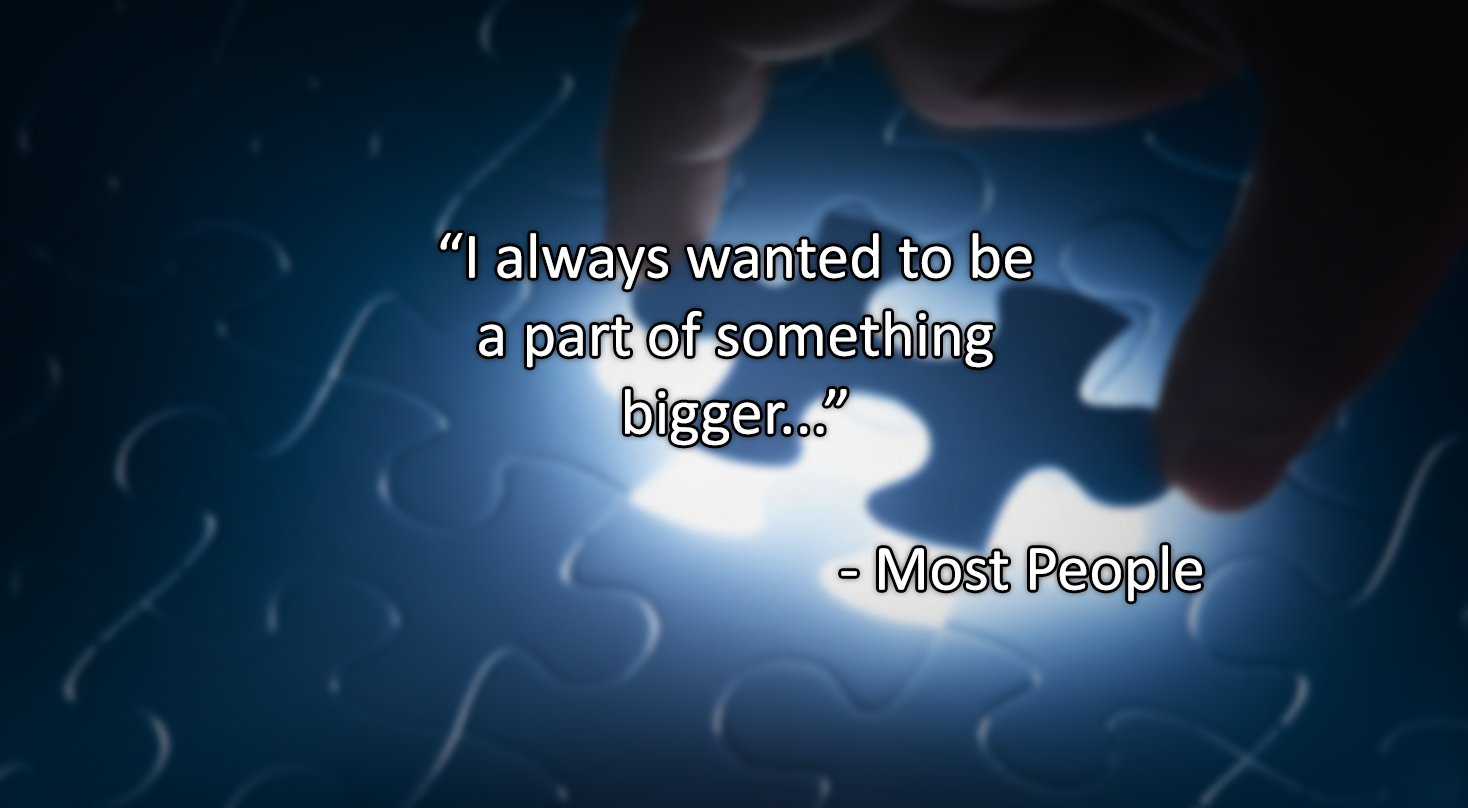 “I always wanted to be
a part of something
bigger...”
- Most People